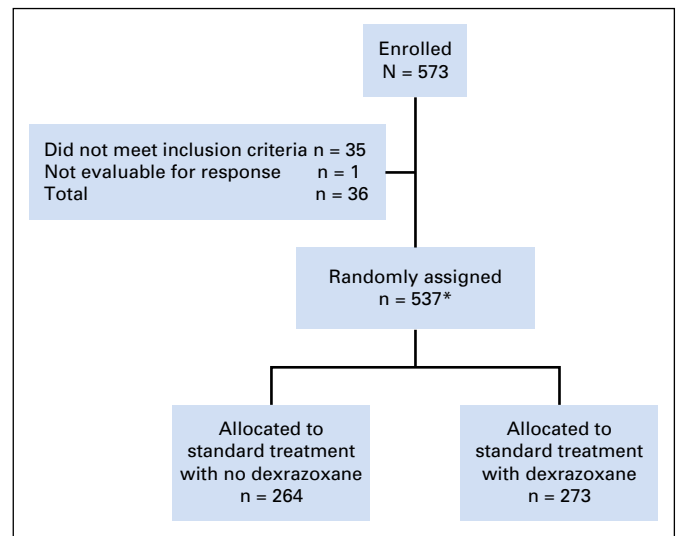 Enrolled
N = 573
Did not meet inclusion criteria n = 35
Not evaluable for response n = 1
Total n = 36
Randomly assigned
n = 537*
Allocated to
standard treatment
with no dexrazoxane
n = 264
Allocated to
standard treatment
with dexrazoxane
n = 273